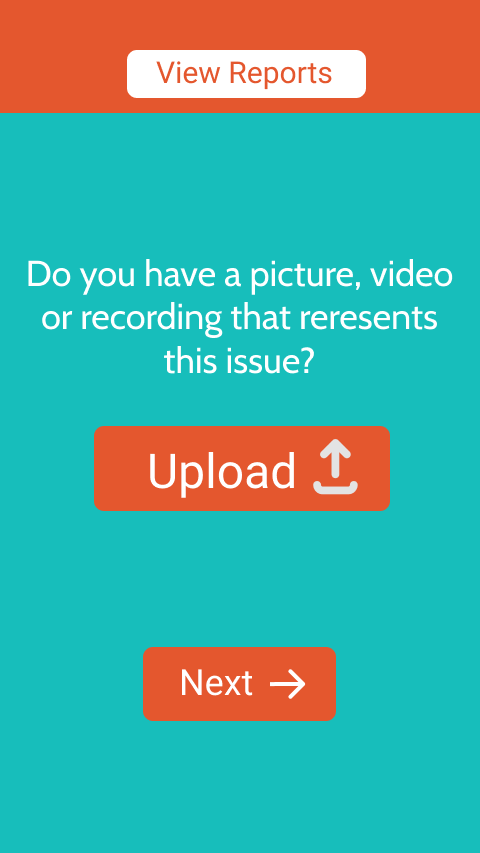 View Reports
Do you have a picture, video
or recording that reresents
this issue?
Upload
Next